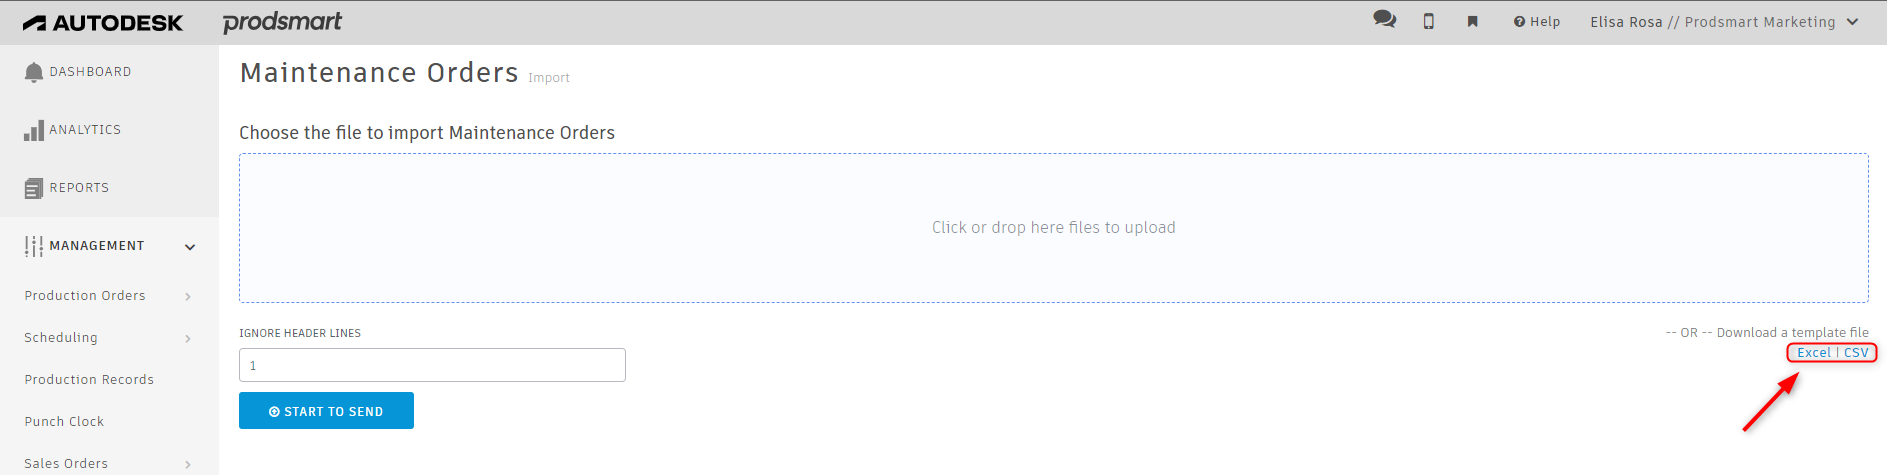 AUTODESK prodsmart Help Elisa Rosa // Prodsmart Marketing
DASHBOARD
ANALYTICS
REPORTS
MANAGEMENT
Production Orders
Scheduling
Production Records
Punch Clock
Sales Orders
Maintenance Orders Import
Choose the file to import Maintenance Orders
Click or drop here files to upload
IGNORE HEADER LINES
1
START TO SEND
-- OR -- Download a template file
Excel | CSV